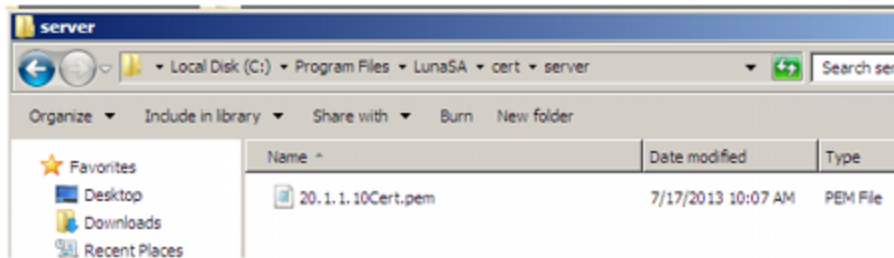 server
Local Disk (C:) Program Files LunaSA cert server Search ser
Organize Include in library Share with Burn New folder
Favorites
Desktop
Downloads
Recent Places
Name Date modified Type
20.1.1.10Cert.pem 7/17/2013 10:07 AM PEM File